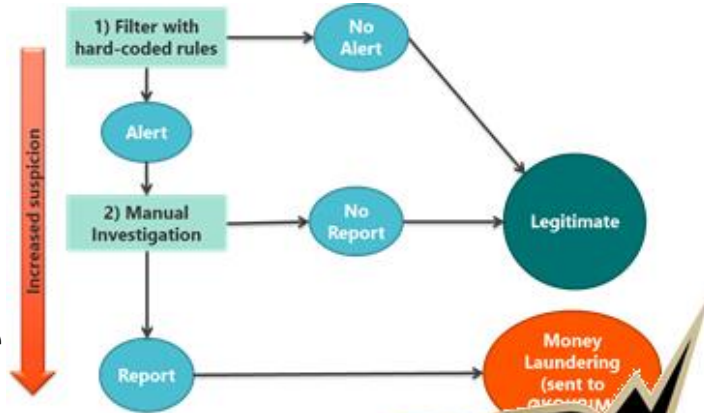 1) Filter with
hard-coded rules
No
Alert
Alert
Increased suspicion
2) Manual
Investigation
No
Report
Legitimate
Report
Money
Laundering
(sent to